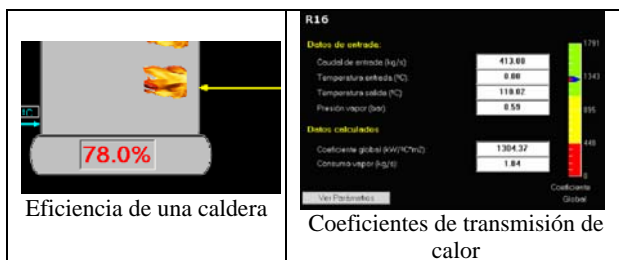 78.0%
Eficiencia de una caldera
R16
Datos de entrada:
Caudal de entrada (kg/s):
413.00
Temperatura entrada (ºC):
0.00
Temperatura salida (ºC):
110.02
Presión vapor (bar):
0.59
Datos calculados
Coeficiente global (kW/ºC*m2):
1304.37
Consumo vapor (kg/s):
1.84
Ver Parámetros
1791
1343
895
448
0
Coeficiente
Global
Coeficientes de transmisión de
calor